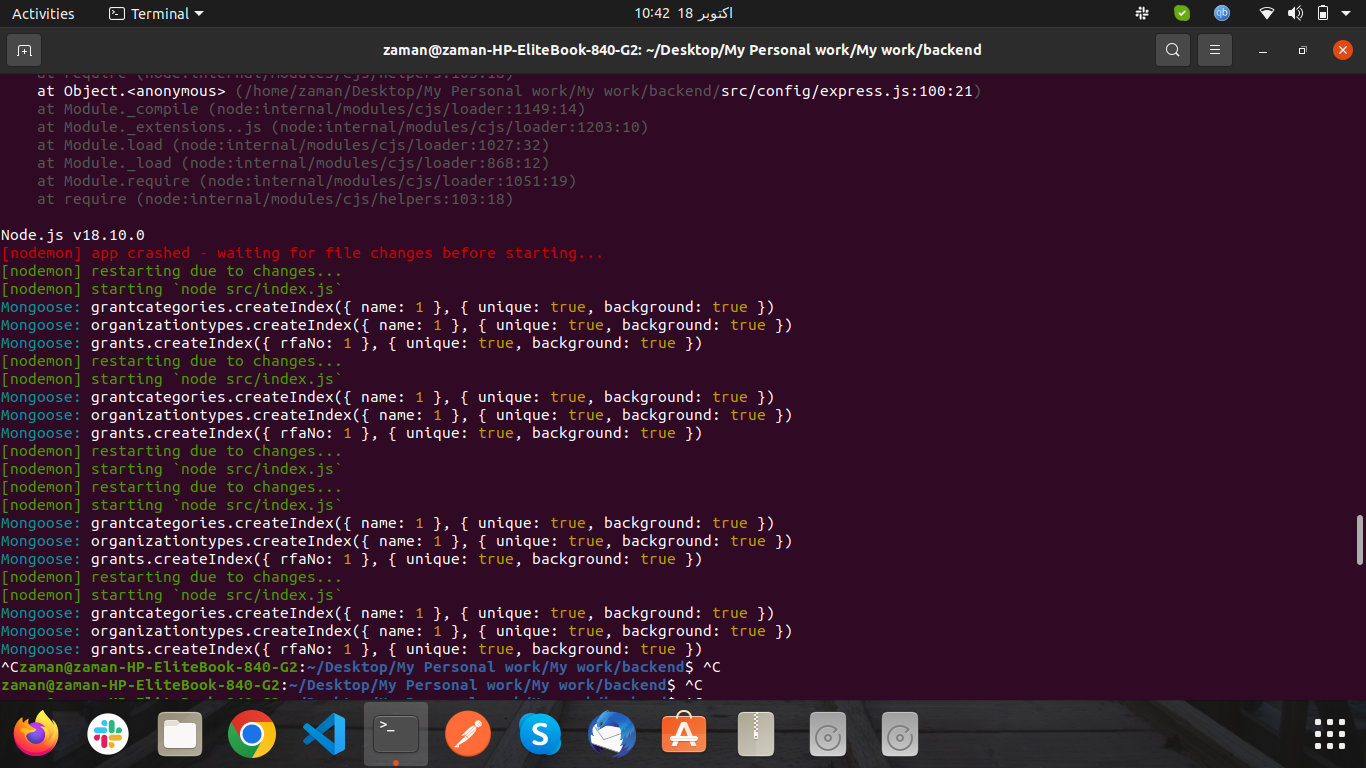 Activities
Terminal
10:42 18 اکتوبر
qb
zaman@zaman-HP-EliteBook-840-G2: ~/Desktop/My Personal work/My work/backend
at require (node:internal/modules/cjs/helpers:103:18)
at Object.<anonymous> (/home/zaman/Desktop/My Personal work/My work/backend/src/config/express.js:100:21)
at Module._compile (node:internal/modules/cjs/loader:1149:14)
at Module._extensions..js (node:internal/modules/cjs/loader:1203:10)
at Module.load (node:internal/modules/cjs/loader:1027:32)
at Module._load (node:internal/modules/cjs/loader:868:12)
at Module.require (node:internal/modules/cjs/loader:1051:19)
at require (node:internal/modules/cjs/helpers:103:18)
Node.js v18.10.0
[nodemon] app crashed - waiting for file changes before starting...
[nodemon] restarting due to changes...
[nodemon] starting `node src/index.js`
Mongoose: grantcategories.createIndex({ name: 1 }, { unique: true, background: true })
Mongoose: organizationtypes.createIndex({ name: 1 }, { unique: true, background: true })
Mongoose: grants.createIndex({ rfaNo: 1 }, { unique: true, background: true })
[nodemon] restarting due to changes...
[nodemon] starting `node src/index.js`
Mongoose: grantcategories.createIndex({ name: 1 }, { unique: true, background: true })
Mongoose: organizationtypes.createIndex({ name: 1 }, { unique: true, background: true })
Mongoose: grants.createIndex({ rfaNo: 1 }, { unique: true, background: true })
[nodemon] restarting due to changes...
[nodemon] starting `node src/index.js`
[nodemon] restarting due to changes...
[nodemon] starting `node src/index.js`
Mongoose: grantcategories.createIndex({ name: 1 }, { unique: true, background: true })
Mongoose: organizationtypes.createIndex({ name: 1 }, { unique: true, background: true })
Mongoose: grants.createIndex({ rfaNo: 1 }, { unique: true, background: true })
[nodemon] restarting due to changes...
[nodemon] starting `node src/index.js`
Mongoose: grantcategories.createIndex({ name: 1 }, { unique: true, background: true })
Mongoose: organizationtypes.createIndex({ name: 1 }, { unique: true, background: true })
Mongoose: grants.createIndex({ rfaNo: 1 }, { unique: true, background: true })
^Czaman@zaman-HP-EliteBook-840-G2:~/Desktop/My Personal work/My work/backend$ ^C
zaman@zaman-HP-EliteBook-840-G2:~/Desktop/My Personal work/My work/backend$ ^C